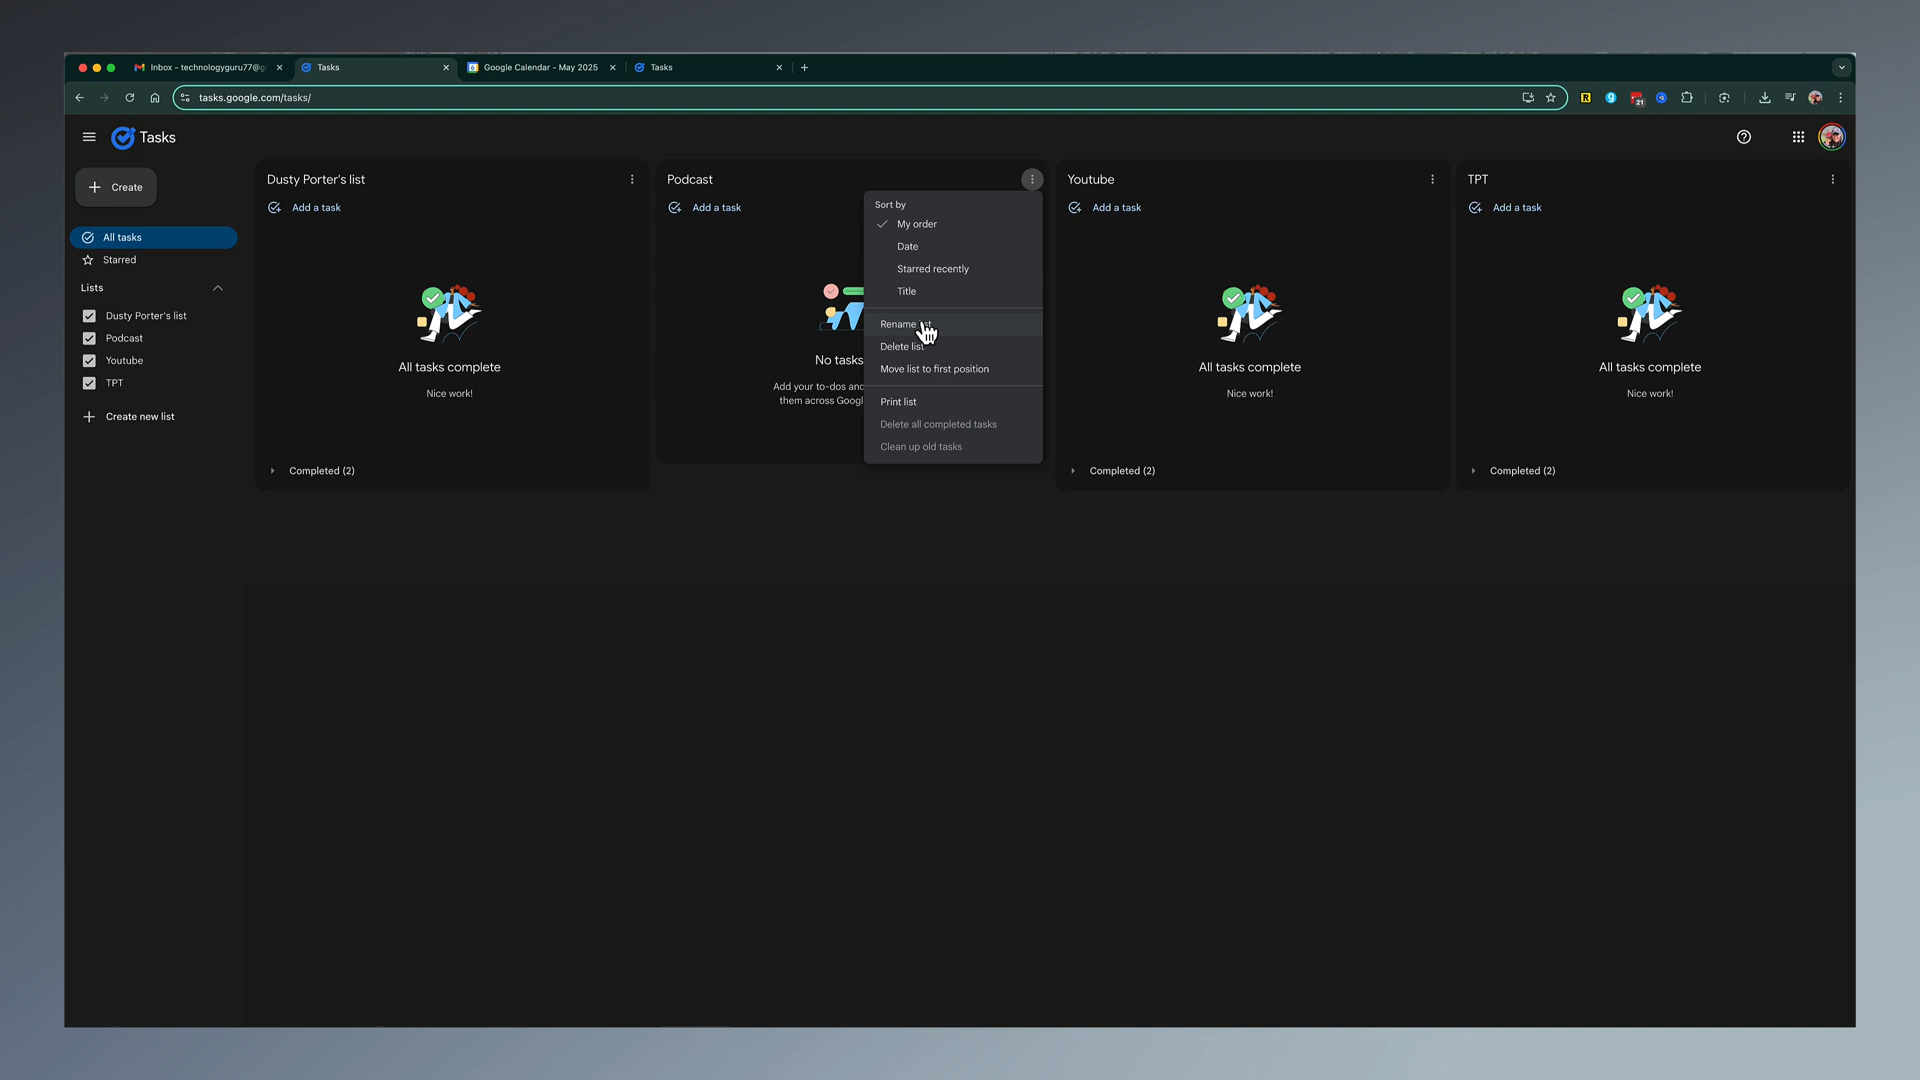 Inbox - technologyguru77@g
Tasks
Google Calendar - May 2025
Tasks
tasks.google.com/tasks/
21
Tasks
Create
All tasks
Starred
Lists
Dusty Porter's list
Podcast
Youtube
TPT
Create new list
Dusty Porter's list
Add a task
All tasks complete
Nice work!
Completed (2)
Podcast
Add a task
No tasks
Add your to-dos and
them across Googl
Sort by
My order
Date
Starred recently
Title
Rename list
Delete list
Move list to first position
Print list
Delete all completed tasks
Clean up old tasks
Youtube
Add a task
All tasks complete
Nice work!
Completed (2)
TPT
Add a task
All tasks complete
Nice work!
Completed (2)